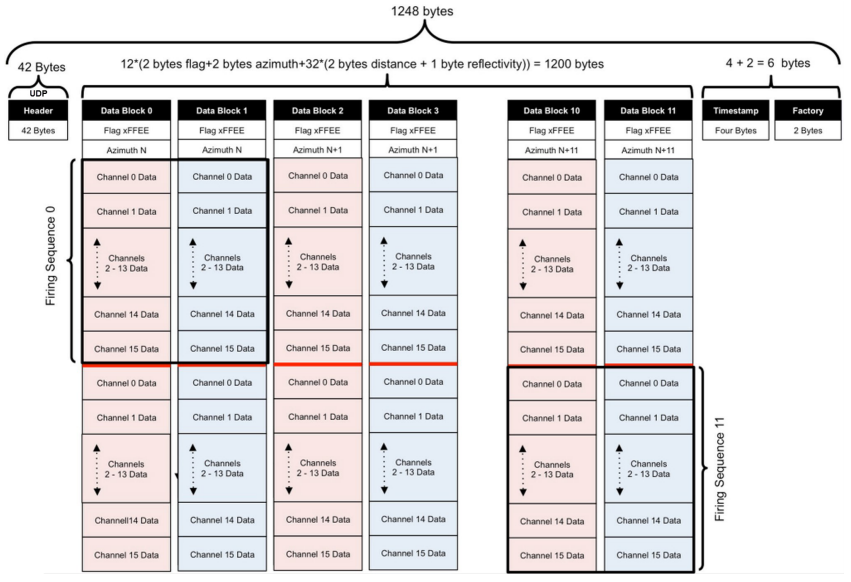 1248 bytes
42 Bytes
12*(2 bytes flag+2 bytes azimuth+32*(2 bytes distance + 1 byte reflectivity)) = 1200 bytes
4 + 2 = 6 bytes
UDP
Header
Data Block 0
Data Block 1
Data Block 2
Data Block 3
Data Block 10
Data Block 11
Timestamp
Factory
42 Bytes
Flag xFFEE
Flag xFFEE
Flag xFFEE
Flag xFFEE
Flag xFFEE
Flag xFFEE
Four Bytes
2 Bytes
Azimuth N
Azimuth N
Azimuth N+1
Azimuth N+1
Azimuth N+11
Azimuth N+11
Firing Sequence 0
Channel 0 Data
Channel 0 Data
Channel 0 Data
Channel 0 Data
Channel 0 Data
Channel 0 Data
Channel 1 Data
Channel 1 Data
Channel 1 Data
Channel 1 Data
Channel 1 Data
Channel 1 Data
Channels
2 - 13 Data
Channels
2 - 13 Data
Channels
2 - 13 Data
Channels
2 - 13 Data
Channels
2 - 13 Data
Channels
2 - 13 Data
Channel 14 Data
Channel 14 Data
Channel 14 Data
Channel 14 Data
Channel 14 Data
Channel 14 Data
Channel 15 Data
Channel 15 Data
Channel 15 Data
Channel 15 Data
Channel 15 Data
Channel 15 Data
Channel 0 Data
Channel 0 Data
Channel 0 Data
Channel 0 Data
Channel 0 Data
Channel 0 Data
Channel 1 Data
Channel 1 Data
Channel 1 Data
Channel 1 Data
Channel 1 Data
Channel 1 Data
Channels
2 - 13 Data
Channels
2 - 13 Data
Channels
2 - 13 Data
Channels
2 - 13 Data
Channels
2 - 13 Data
Channels
2 - 13 Data
Channell14 Data
Channel 14 Data
Channel 14 Data
Channel 14 Data
Channel 14 Data
Channel 14 Data
Channel 15 Data
Channel 15 Data
Channel 15 Data
Channel 15 Data
Channel 15 Data
Channel 15 Data
Firing Sequence 11